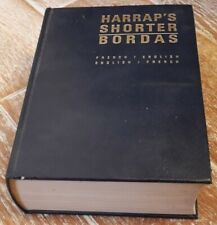 HARRAP'S
SHORTER
BORDAS
FRENCH / ENGLISH
ENGLISH / FRENCH